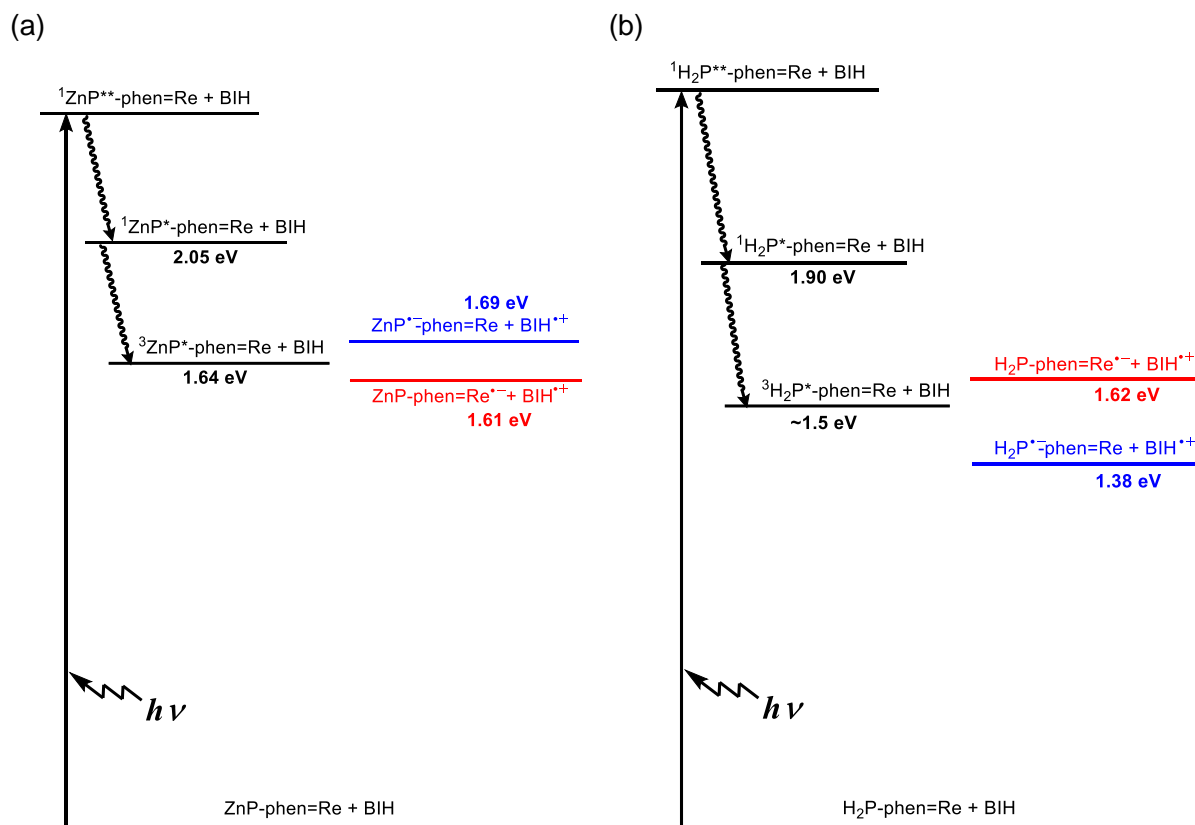 (a)
¹ZnP**-phen=Re + BIH
¹ZnP*-phen=Re + BIH
2.05 eV
1.69 eV
ZnP•−-phen=Re + BIH•+
³ZnP*-phen=Re + BIH
1.64 eV
ZnP-phen=Re•−+ BIH•+
1.61 eV
hν
ZnP-phen=Re + BIH
(b)
¹H₂P**-phen=Re + BIH
¹H₂P*-phen=Re + BIH
1.90 eV
H₂P-phen=Re•−+ BIH•+
1.62 eV
³H₂P*-phen=Re + BIH
~1.5 eV
H₂P•−-phen=Re + BIH•+
1.38 eV
hν
H₂P-phen=Re + BIH